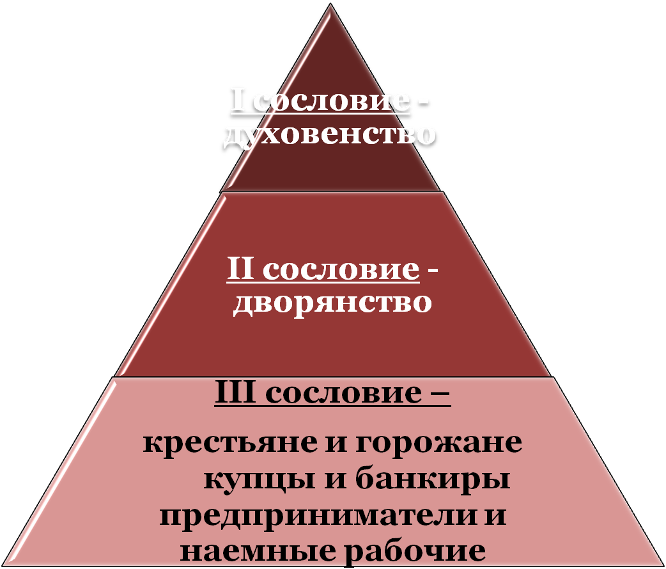 I сословие -
духовенство
II сословие -
дворянство
III сословие –
крестьяне и горожане
купцы и банкиры
предприниматели и
наемные рабочие